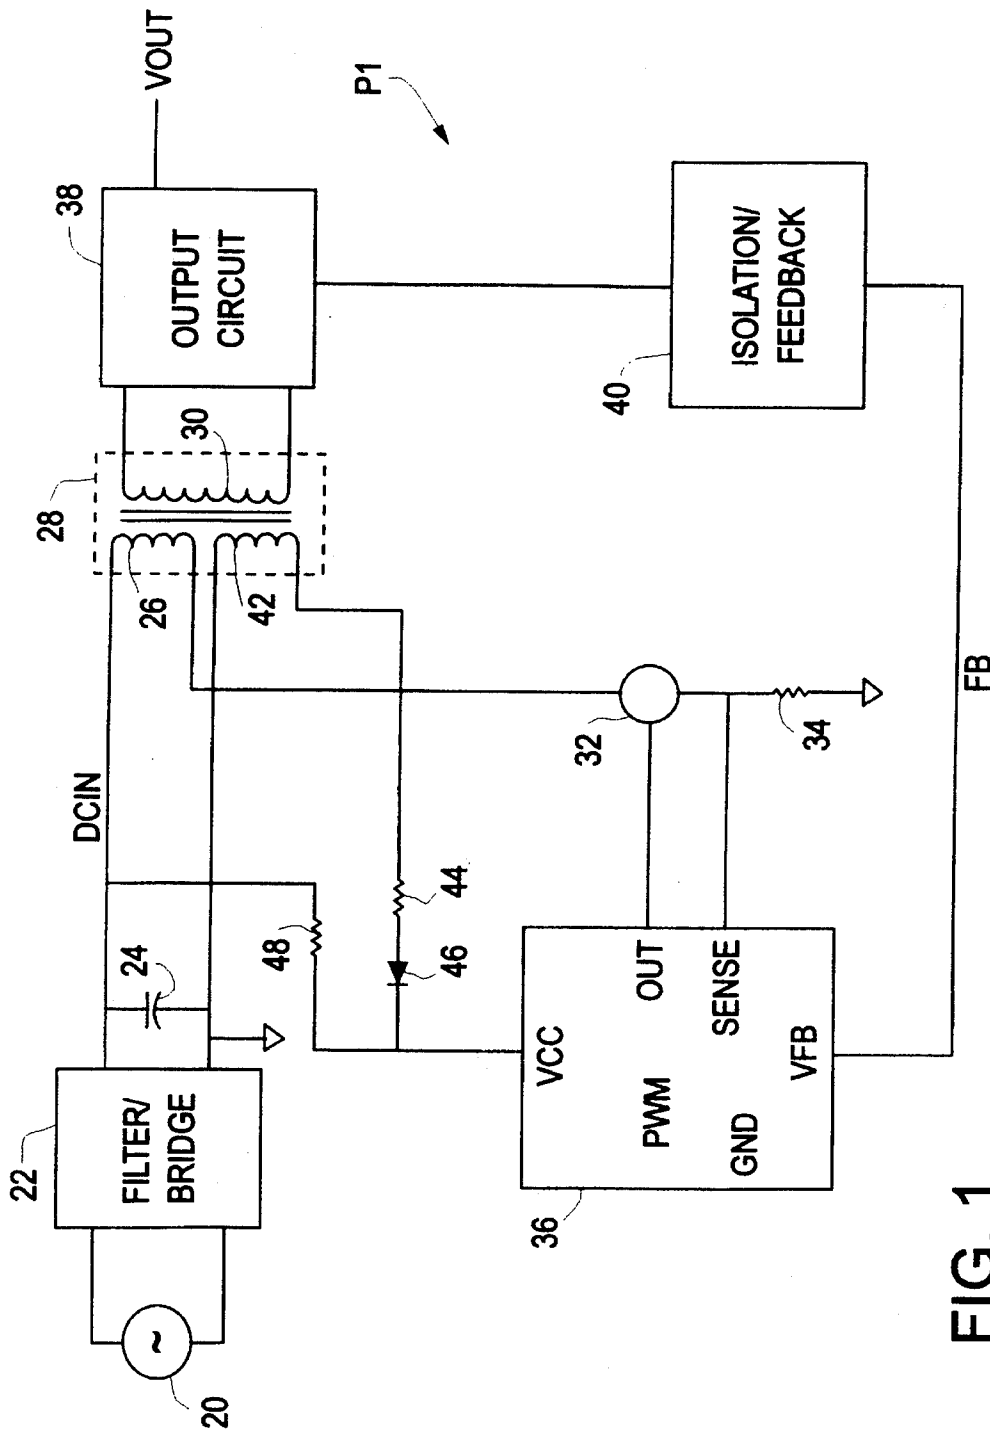 VOUT
P1
38
OUTPUT
CIRCUIT
ISOLATION/
FEEDBACK
40
30
28
26
42
FB
32
34
DCIN
48
44
46
24
OUT
SENSE
VCC
PWM
GND
VFB
36
22
FILTER/
BRIDGE
~
20
FIG. 1